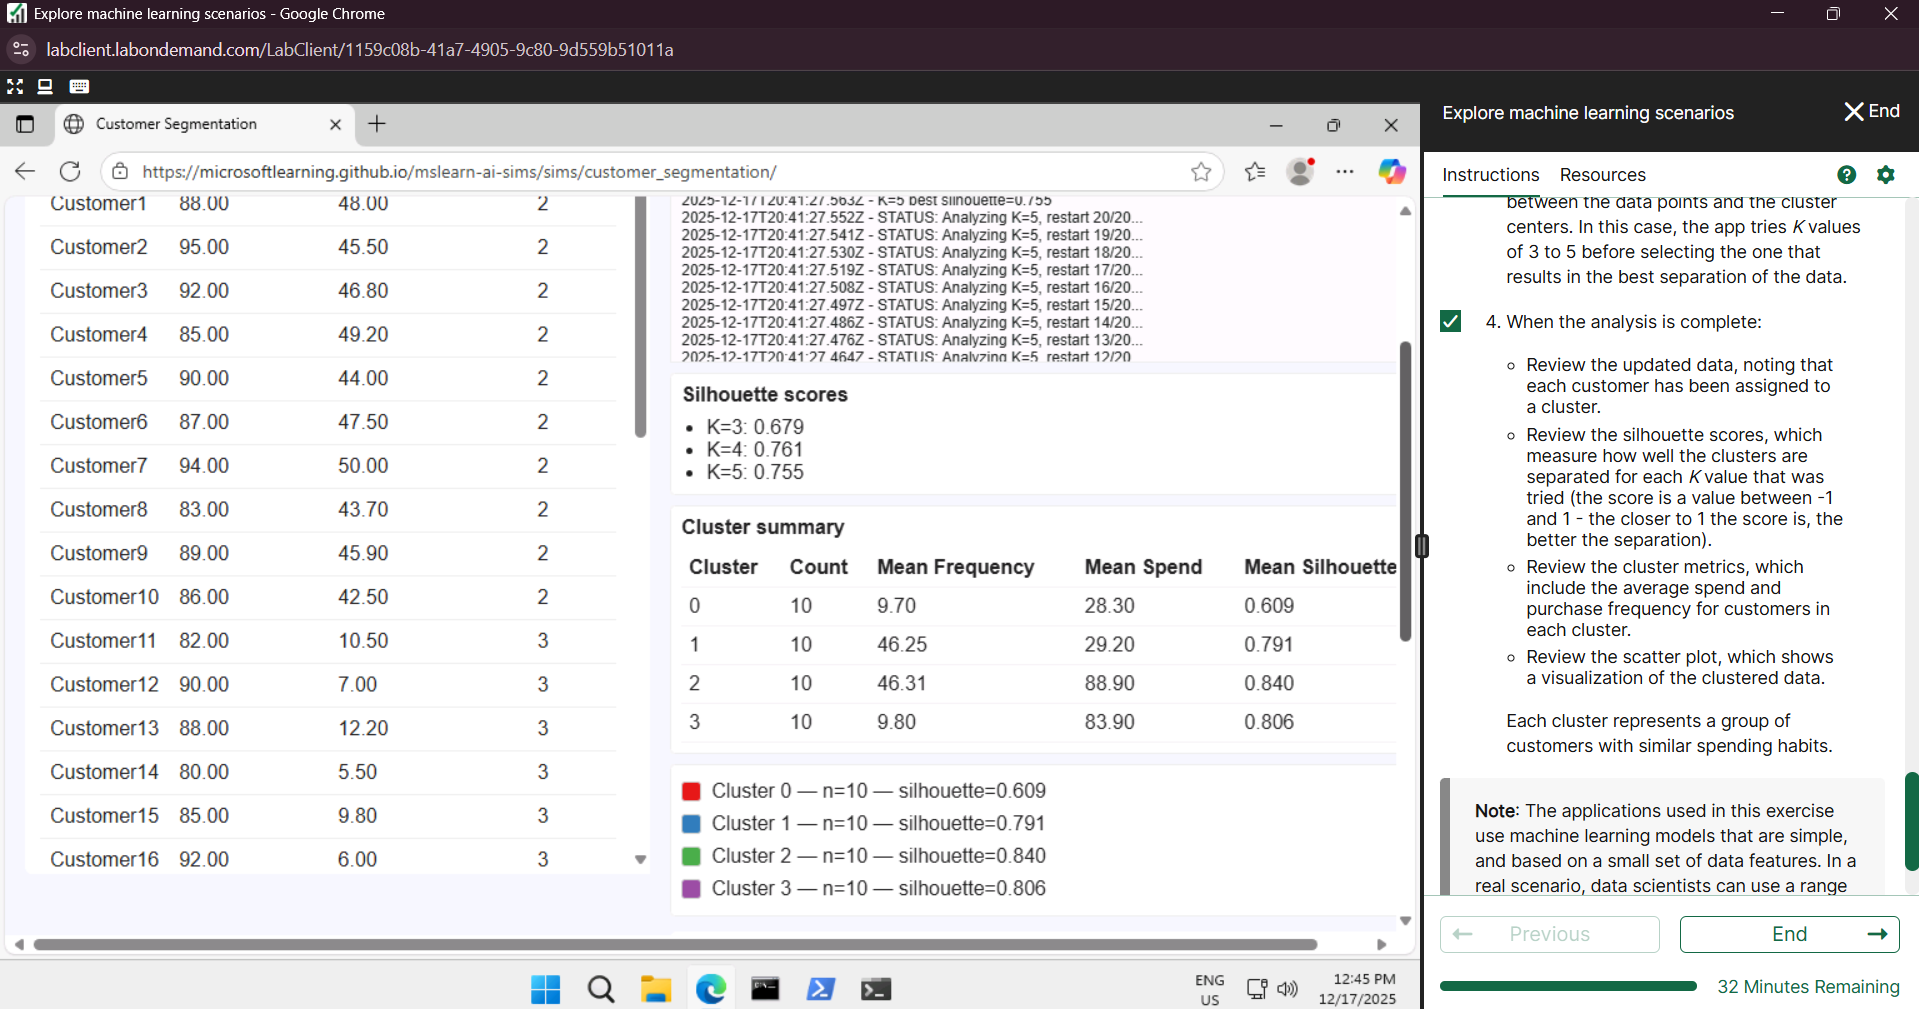 Explore machine learning scenarios - Google Chrome
labclient.labondemand.com/LabClient/1159c08b-41a7-4905-9c80-9d559b51011a
Customer Segmentation
https://microsoftlearning.github.io/mslearn-ai-sims/sims/customer_segmentation/
Customer1 88.00 48.00 2
Customer2 95.00 45.50 2
Customer3 92.00 46.80 2
Customer4 85.00 49.20 2
Customer5 90.00 44.00 2
Customer6 87.00 47.50 2
Customer7 94.00 50.00 2
Customer8 83.00 43.70 2
Customer9 89.00 45.90 2
Customer10 86.00 42.50 2
Customer11 82.00 10.50 3
Customer12 90.00 7.00 3
Customer13 88.00 12.20 3
Customer14 80.00 5.50 3
Customer15 85.00 9.80 3
Customer16 92.00 6.00 3
2025-12-17T20:41:27.563Z - K=5 best silhouette=0.755
2025-12-17T20:41:27.552Z - STATUS: Analyzing K=5, restart 20/20...
2025-12-17T20:41:27.541Z - STATUS: Analyzing K=5, restart 19/20...
2025-12-17T20:41:27.530Z - STATUS: Analyzing K=5, restart 18/20...
2025-12-17T20:41:27.519Z - STATUS: Analyzing K=5, restart 17/20...
2025-12-17T20:41:27.508Z - STATUS: Analyzing K=5, restart 16/20...
2025-12-17T20:41:27.497Z - STATUS: Analyzing K=5, restart 15/20...
2025-12-17T20:41:27.486Z - STATUS: Analyzing K=5, restart 14/20...
2025-12-17T20:41:27.476Z - STATUS: Analyzing K=5, restart 13/20...
2025-12-17T20:41:27.464Z - STATUS: Analyzing K=5, restart 12/20
Silhouette scores
• K=3: 0.679
• K=4: 0.761
• K=5: 0.755
Cluster summary
Cluster Count Mean Frequency Mean Spend Mean Silhouette
0 10 9.70 28.30 0.609
1 10 46.25 29.20 0.791
2 10 46.31 88.90 0.840
3 10 9.80 83.90 0.806
Cluster 0 — n=10 — silhouette=0.609
Cluster 1 — n=10 — silhouette=0.791
Cluster 2 — n=10 — silhouette=0.840
Cluster 3 — n=10 — silhouette=0.806
ENG
US
12:45 PM
12/17/2025
Explore machine learning scenarios
End
Instructions Resources
between the data points and the cluster
centers. In this case, the app tries K values
of 3 to 5 before selecting the one that
results in the best separation of the data.
4. When the analysis is complete:
○ Review the updated data, noting that
each customer has been assigned to
a cluster.
○ Review the silhouette scores, which
measure how well the clusters are
separated for each K value that was
tried (the score is a value between -1
and 1 - the closer to 1 the score is, the
better the separation).
○ Review the cluster metrics, which
include the average spend and
purchase frequency for customers in
each cluster.
○ Review the scatter plot, which shows
a visualization of the clustered data.
Each cluster represents a group of
customers with similar spending habits.
Note: The applications used in this exercise
use machine learning models that are simple,
and based on a small set of data features. In a
real scenario, data scientists can use a range
Previous
End
32 Minutes Remaining